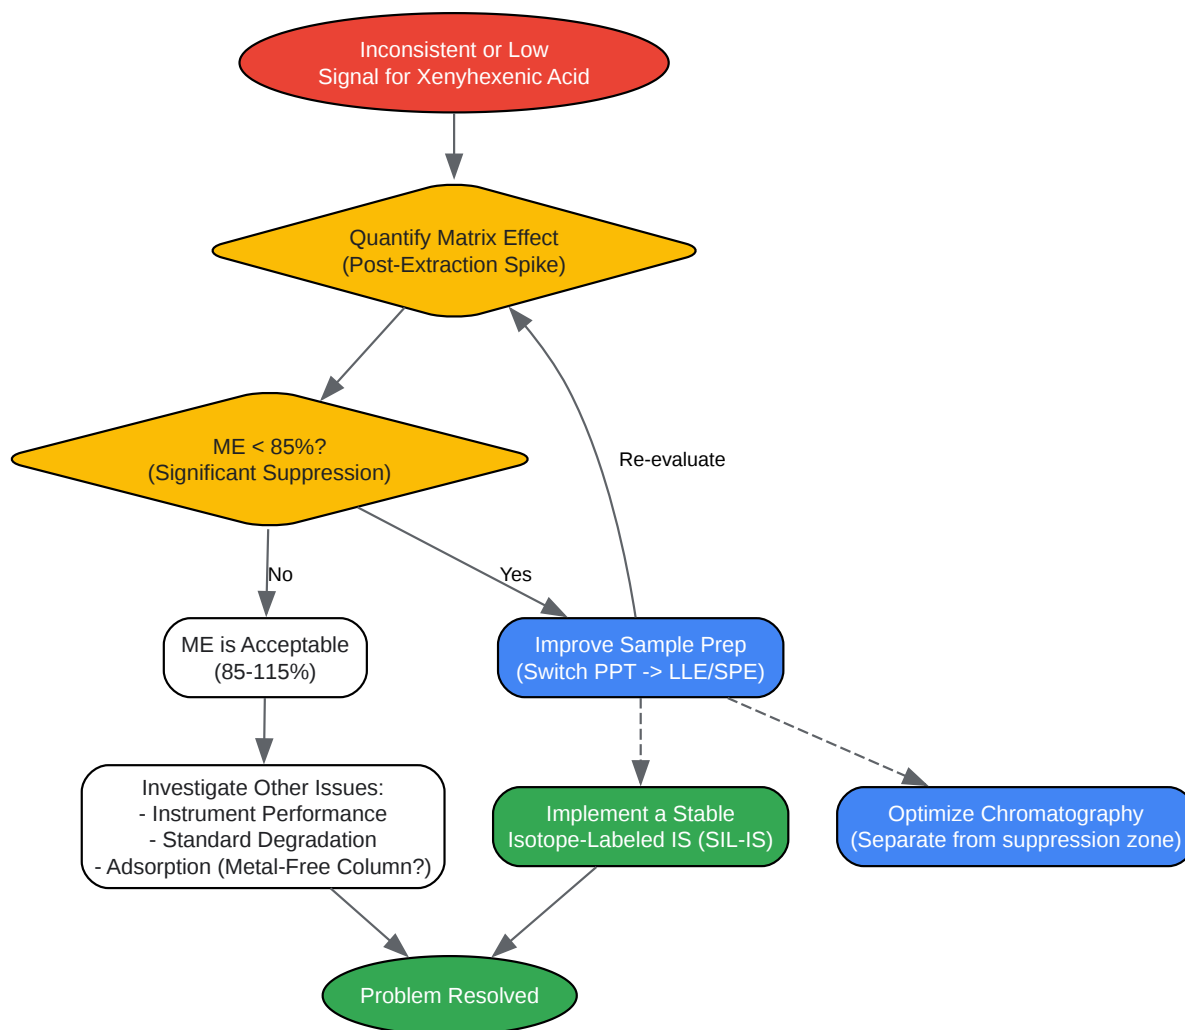 Inconsistent or Low
Signal for Xenyhexenic Acid
Quantify Matrix Effect
(Post-Extraction Spike)
ME < 85%?
(Significant Suppression)
Re-evaluate
No
Yes
ME is Acceptable
(85-115%)
Improve Sample Prep
(Switch PPT -> LLE/SPE)
Investigate Other Issues:
- Instrument Performance
- Standard Degradation
- Adsorption (Metal-Free Column?)
Implement a Stable
Isotope-Labeled IS (SIL-IS)
Optimize Chromatography
(Separate from suppression zone)
Problem Resolved